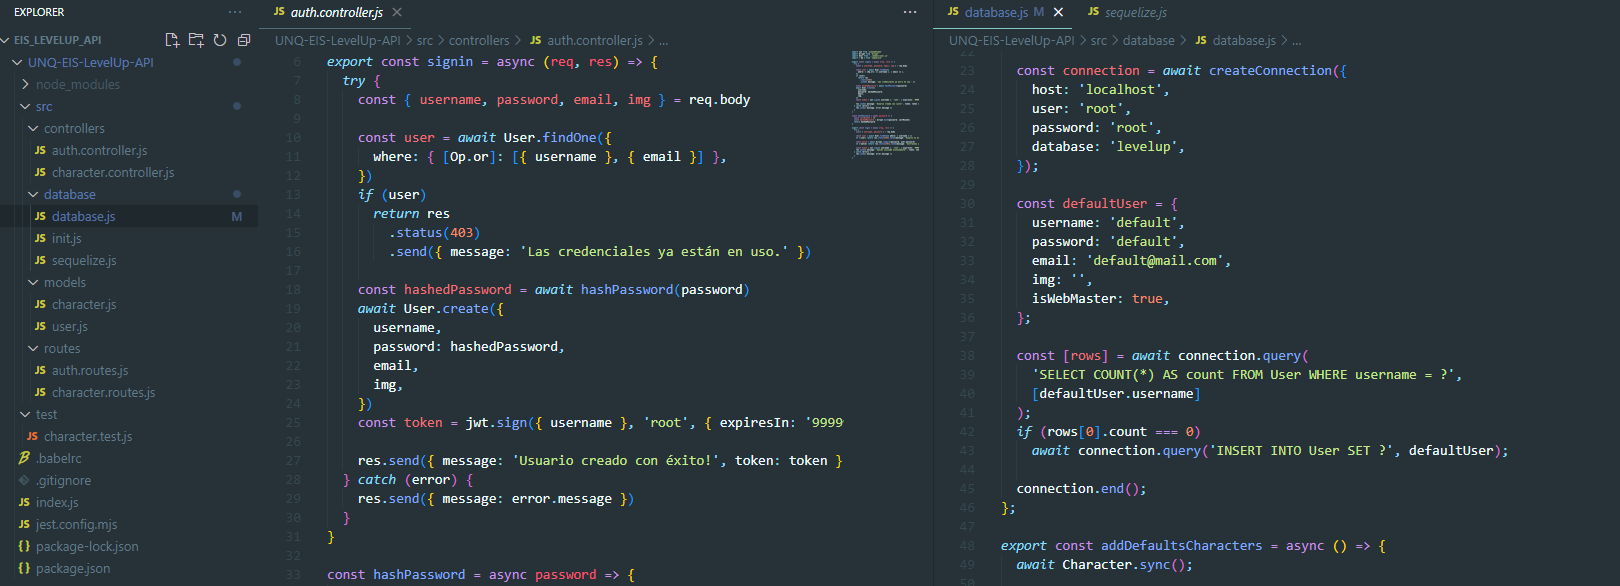 EXPLORER
EIS_LEVELUP_API
UNQ-EIS-LevelUp-API
node_modules
src
controllers
JS auth.controller.js
JS character.controller.js
database
JS database.js M
JS init.js
JS sequelize.js
models
JS character.js
JS user.js
routes
JS auth.routes.js
JS character.routes.js
test
JS character.test.js
.babelrc
.gitignore
JS index.js
JS jest.config.mjs
{} package-lock.json
{} package.json
JS auth.controller.js
UNQ-EIS-LevelUp-API > src > controllers > JS auth.controller.js > ...
6 export const signin = async (req, res) => {
7 try {
8 const { username, password, email, img } = req.body
9
10 const user = await User.findOne({
11 where: { [Op.or]: [{ username }, { email }] },
12 })
13 if (user)
14 return res
15 .status(403)
16 .send({ message: 'Las credenciales ya están en uso.' })
17
18 const hashedPassword = await hashPassword(password)
19 await User.create({
20 username,
21 password: hashedPassword,
22 email,
23 img,
24 })
25 const token = jwt.sign({ username }, 'root', { expiresIn: '9999
26
27 res.send({ message: 'Usuario creado con éxito!', token: token }
28 } catch (error) {
29 res.send({ message: error.message })
30 }
31 }
32
33 const hashPassword = async password => {
JS database.js M
JS sequelize.js
UNQ-EIS-LevelUp-API > src > database > JS database.js > ...
22
23 const connection = await createConnection({
24 host: 'localhost',
25 user: 'root',
26 password: 'root',
27 database: 'levelup',
28 });
29
30 const defaultUser = {
31 username: 'default',
32 password: 'default',
33 email: 'default@mail.com',
34 img: '',
35 isWebMaster: true,
36 };
37
38 const [rows] = await connection.query(
39 'SELECT COUNT(*) AS count FROM User WHERE username = ?',
40 [defaultUser.username]
41 );
42 if (rows[0].count === 0)
43 await connection.query('INSERT INTO User SET ?', defaultUser);
44
45 connection.end();
46 };
47
48 export const addDefaultsCharacters = async () => {
49 await Character.sync();
50